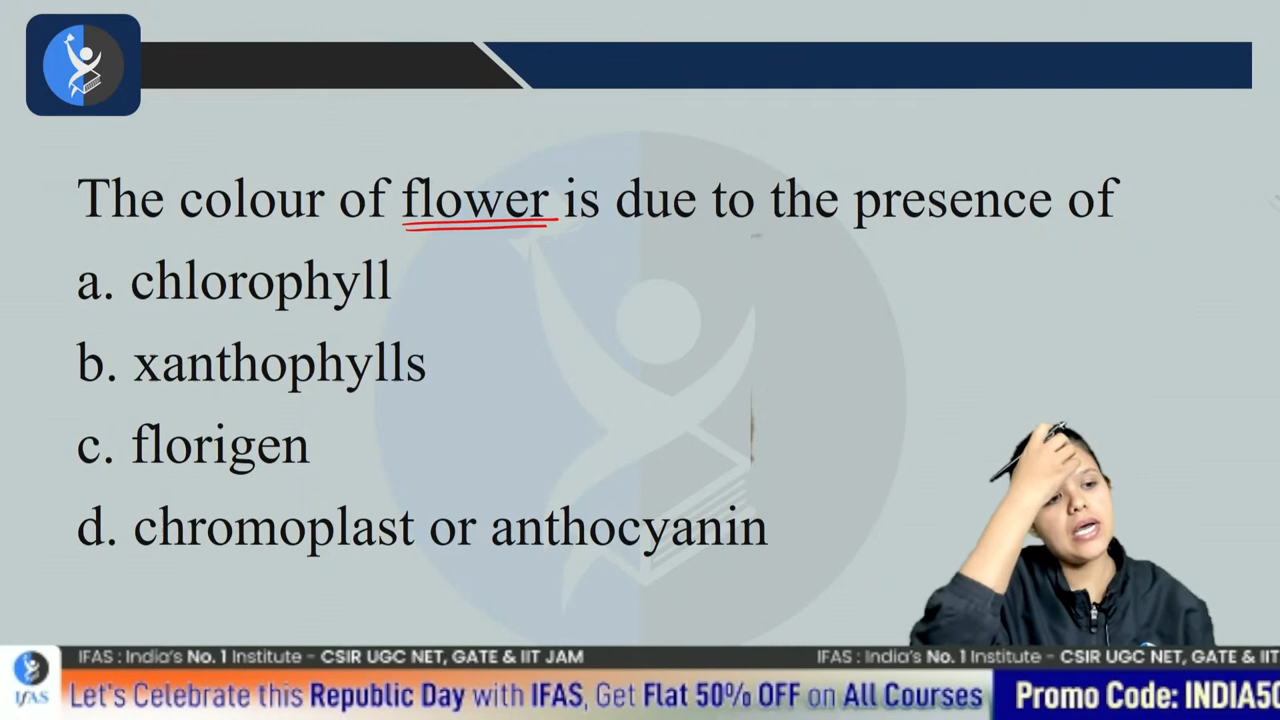 The colour of flower is due to the presence of
a. chlorophyll
b. xanthophylls
c. florigen
d. chromoplast or anthocyanin
IFAS : India's No. 1 Institute - CSIR UGC NET, GATE & IIT JAM
IFAS : India's No. 1 Institute - CSIR UGC NET, GATE & IIT
IFAS
Let's Celebrate this Republic Day with IFAS, Get Flat 50% OFF on All Courses
Promo Code: INDIA50